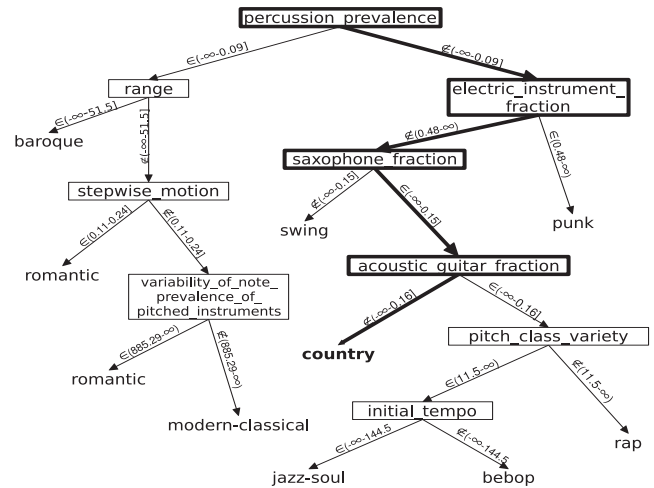 percussion_prevalence
∈(-∞-0.09]
∉(-∞-0.09]
range
electric_instrument_
fraction
∈(-∞-51.5]
∉(-∞-51.5]
∉(0.48-∞)
∈(0.48-∞)
baroque
saxophone_fraction
stepwise_motion
∉(-∞-0.15]
∈(-∞-0.15]
swing
punk
∈(0.11-0.24]
∉(0.11-0.24]
romantic
acoustic_guitar_fraction
variability_of_note_
prevalence_of_
pitched_instruments
∉(-∞-0.16]
∈(-∞-0.16]
country
pitch_class_variety
∈(885.29-∞)
∉(885.29-∞)
romantic
∈(11.5-∞)
∉(11.5-∞)
modern-classical
initial_tempo
rap
∈(-∞-144.5
∉(-∞-144.5
jazz-soul
bebop